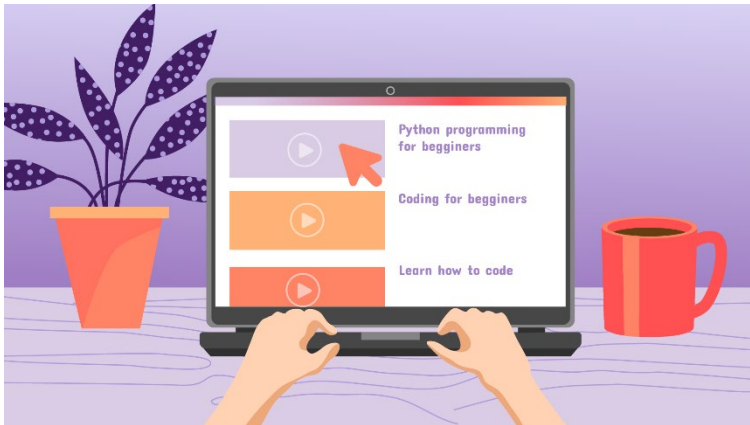 Python programming
for begginers
Coding for begginers
Learn how to code